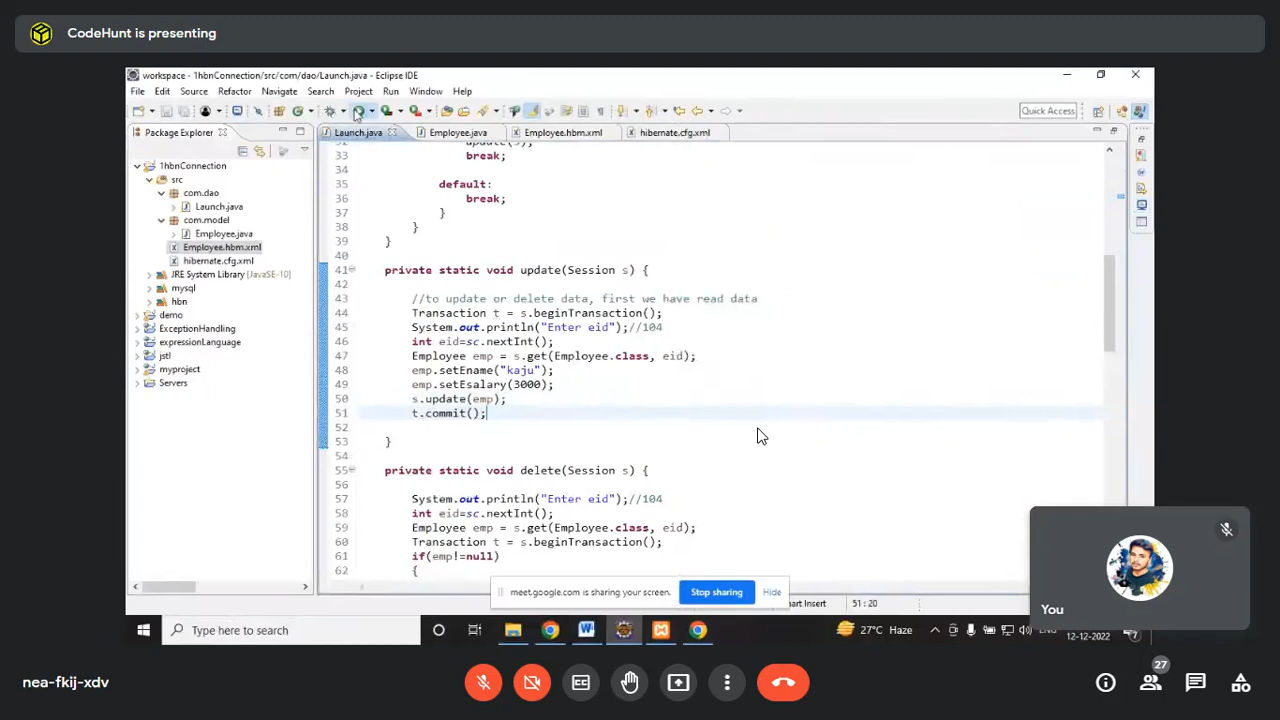 CodeHunt is presenting
workspace - 1hbnConnection/src/com/dao/Launch.java - Eclipse IDE
File Edit Source Refactor Navigate Search Project Run Window Help
Quick Access
Package Explorer
Launch.java Employee.java Employee.hbm.xml hibernate.cfg.xml
1hbnConnection
src
com.dao
Launch.java
com.model
Employee.java
Employee.hbm.xml
hibernate.cfg.xml
JRE System Library [JavaSE-10]
mysql
hbn
demo
ExceptionHandling
expressionLanguage
jstl
myproject
Servers
32 update(s);
33 break;
34
35 default:
36 break;
37 }
38 }
39 }
40
41 private static void update(Session s) {
42
43 //to update or delete data, first we have read data
44 Transaction t = s.beginTransaction();
45 System.out.println("Enter eid");//104
46 int eid=sc.nextInt();
47 Employee emp = s.get(Employee.class, eid);
48 emp.setEname("kaju");
49 emp.setEsalary(3000);
50 s.update(emp);
51 t.commit();
52
53 }
54
55 private static void delete(Session s) {
56
57 System.out.println("Enter eid");//104
58 int eid=sc.nextInt();
59 Employee emp = s.get(Employee.class, eid);
60 Transaction t = s.beginTransaction();
61 if(emp!=null)
62 {
meet.google.com is sharing your screen. Stop sharing Hide
art Insert 51 : 20
Type here to search
27°C Haze
12-12-2022
You
nea-fkij-xdv
27